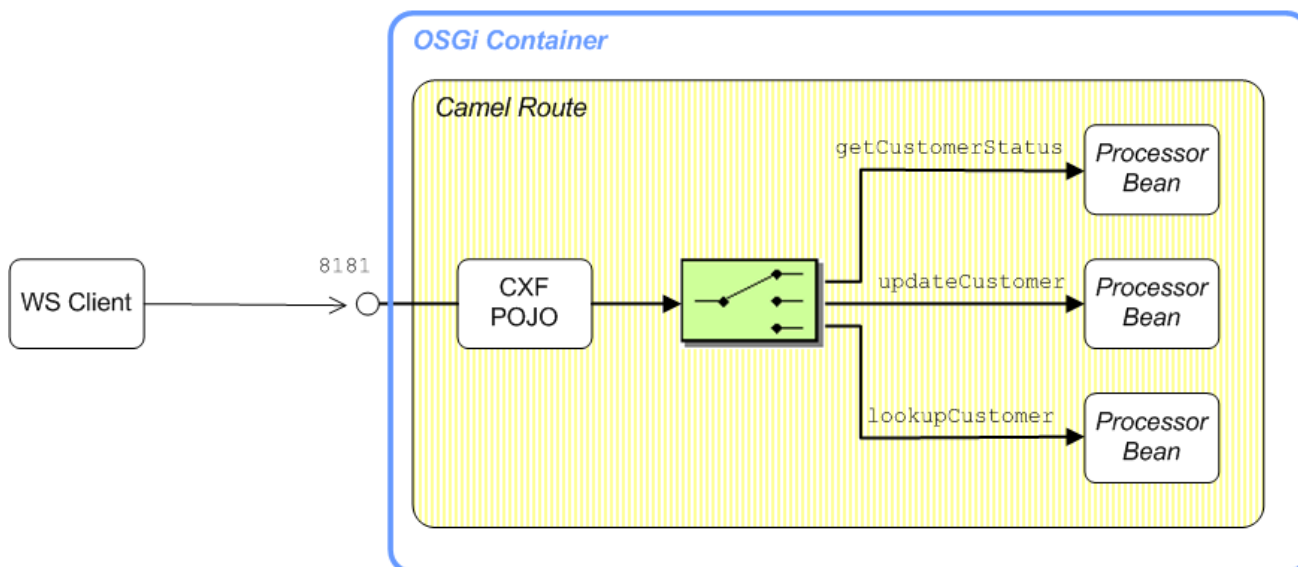 OSGi Container
Camel Route
getCustomerStatus
Processor
Bean
8181
WS Client
CXF
POJO
updateCustomer
Processor
Bean
lookupCustomer
Processor
Bean